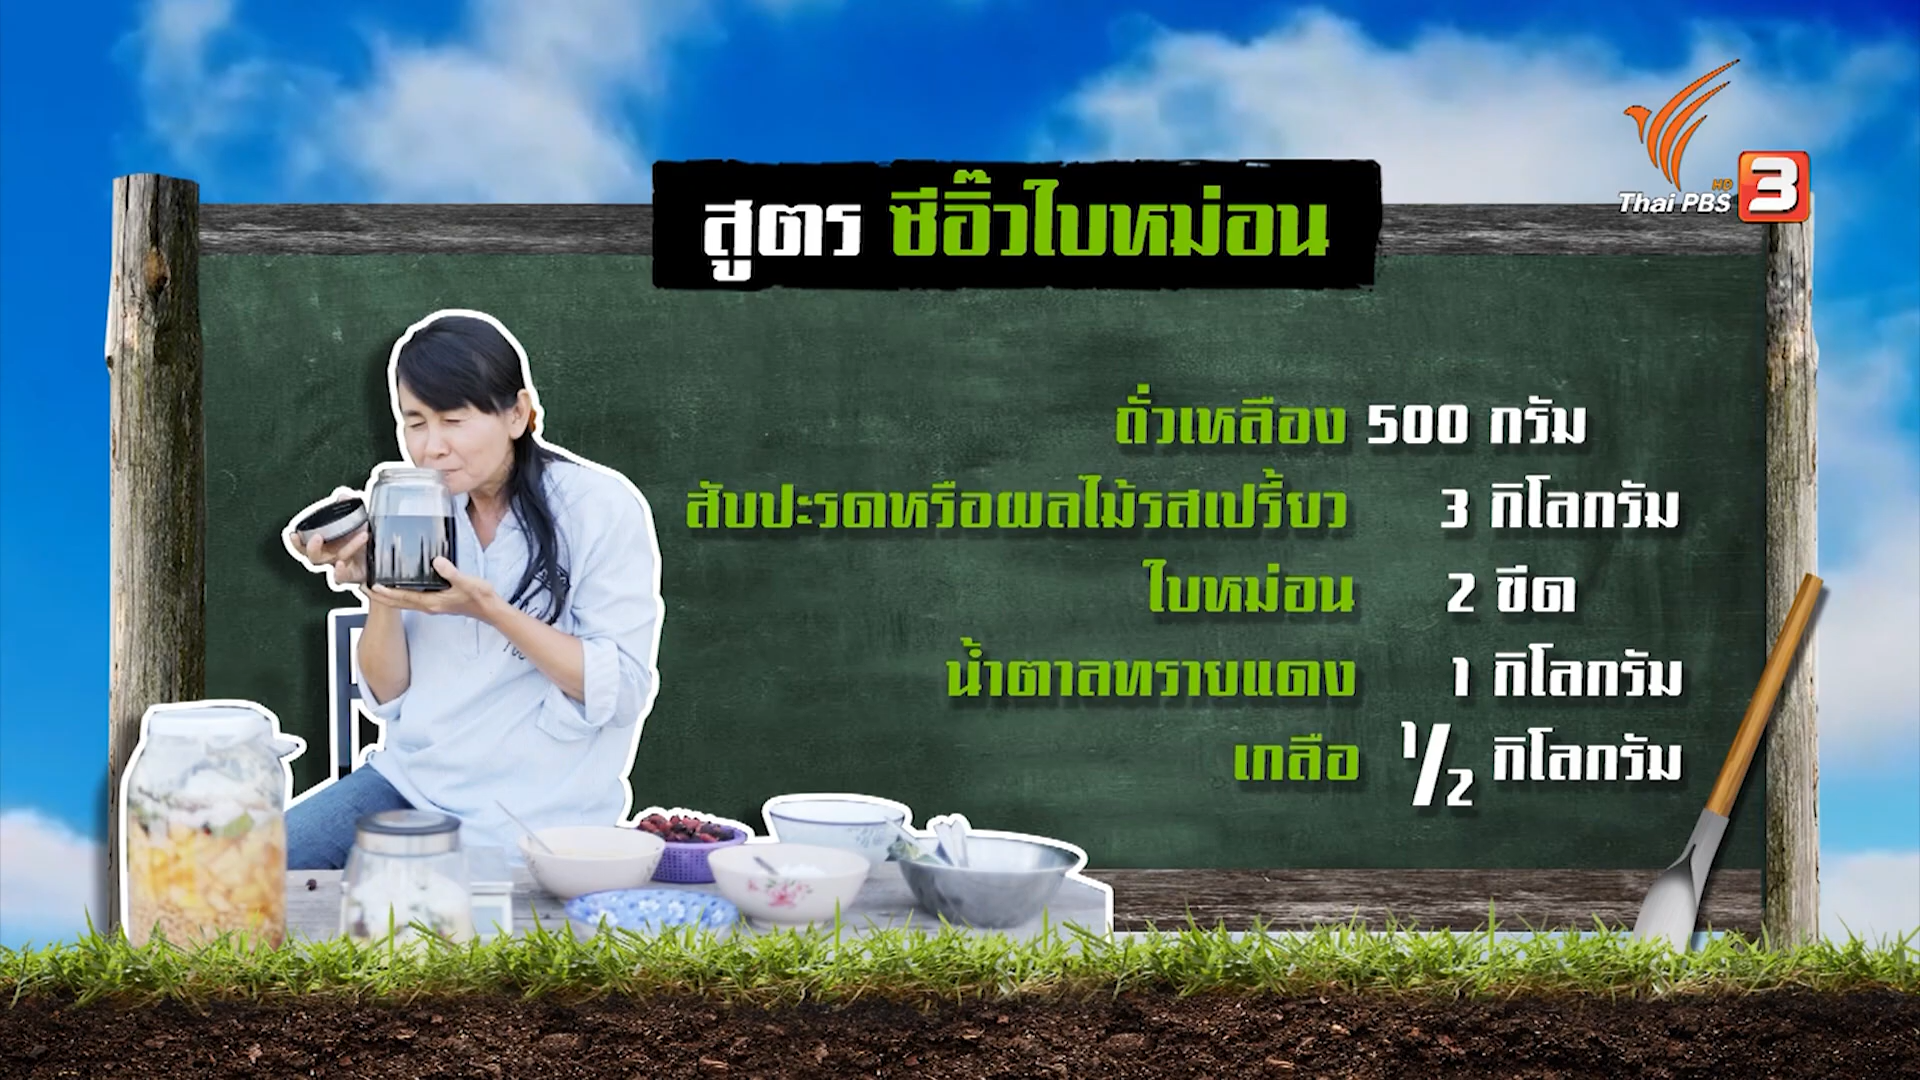 Thai PBS HD 3
สูตร ซีอิ๊วใบหม่อน
ถั่วเหลือง 500 กรัม
สับปะรดหรือผลไม้รสเปรี้ยว 3 กิโลกรัม
ใบหม่อน 2 ขีด
น้ำตาลทรายแดง 1 กิโลกรัม
เกลือ 1/2 กิโลกรัม